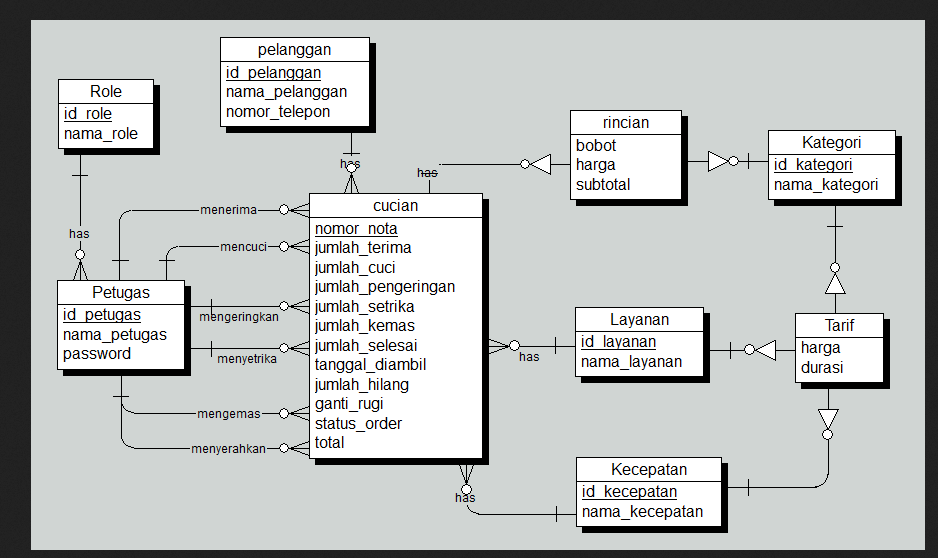 pelanggan
id_pelanggan
nama_pelanggan
nomor_telepon
Role
id_role
nama_role
rincian
bobot
harga
subtotal
Kategori
id_kategori
nama_kategori
has
has
has
menerima
mencuci
mengeringkan
menyetrika
mengemas
menyerahkan
cucian
nomor_nota
jumlah_terima
jumlah_cuci
jumlah_pengeringan
jumlah_setrika
jumlah_kemas
jumlah_selesai
tanggal_diambil
jumlah_hilang
ganti_rugi
status_order
total
Petugas
id_petugas
nama_petugas
password
Layanan
id_layanan
nama_layanan
has
Tarif
harga
durasi
Kecepatan
id_kecepatan
nama_kecepatan
has